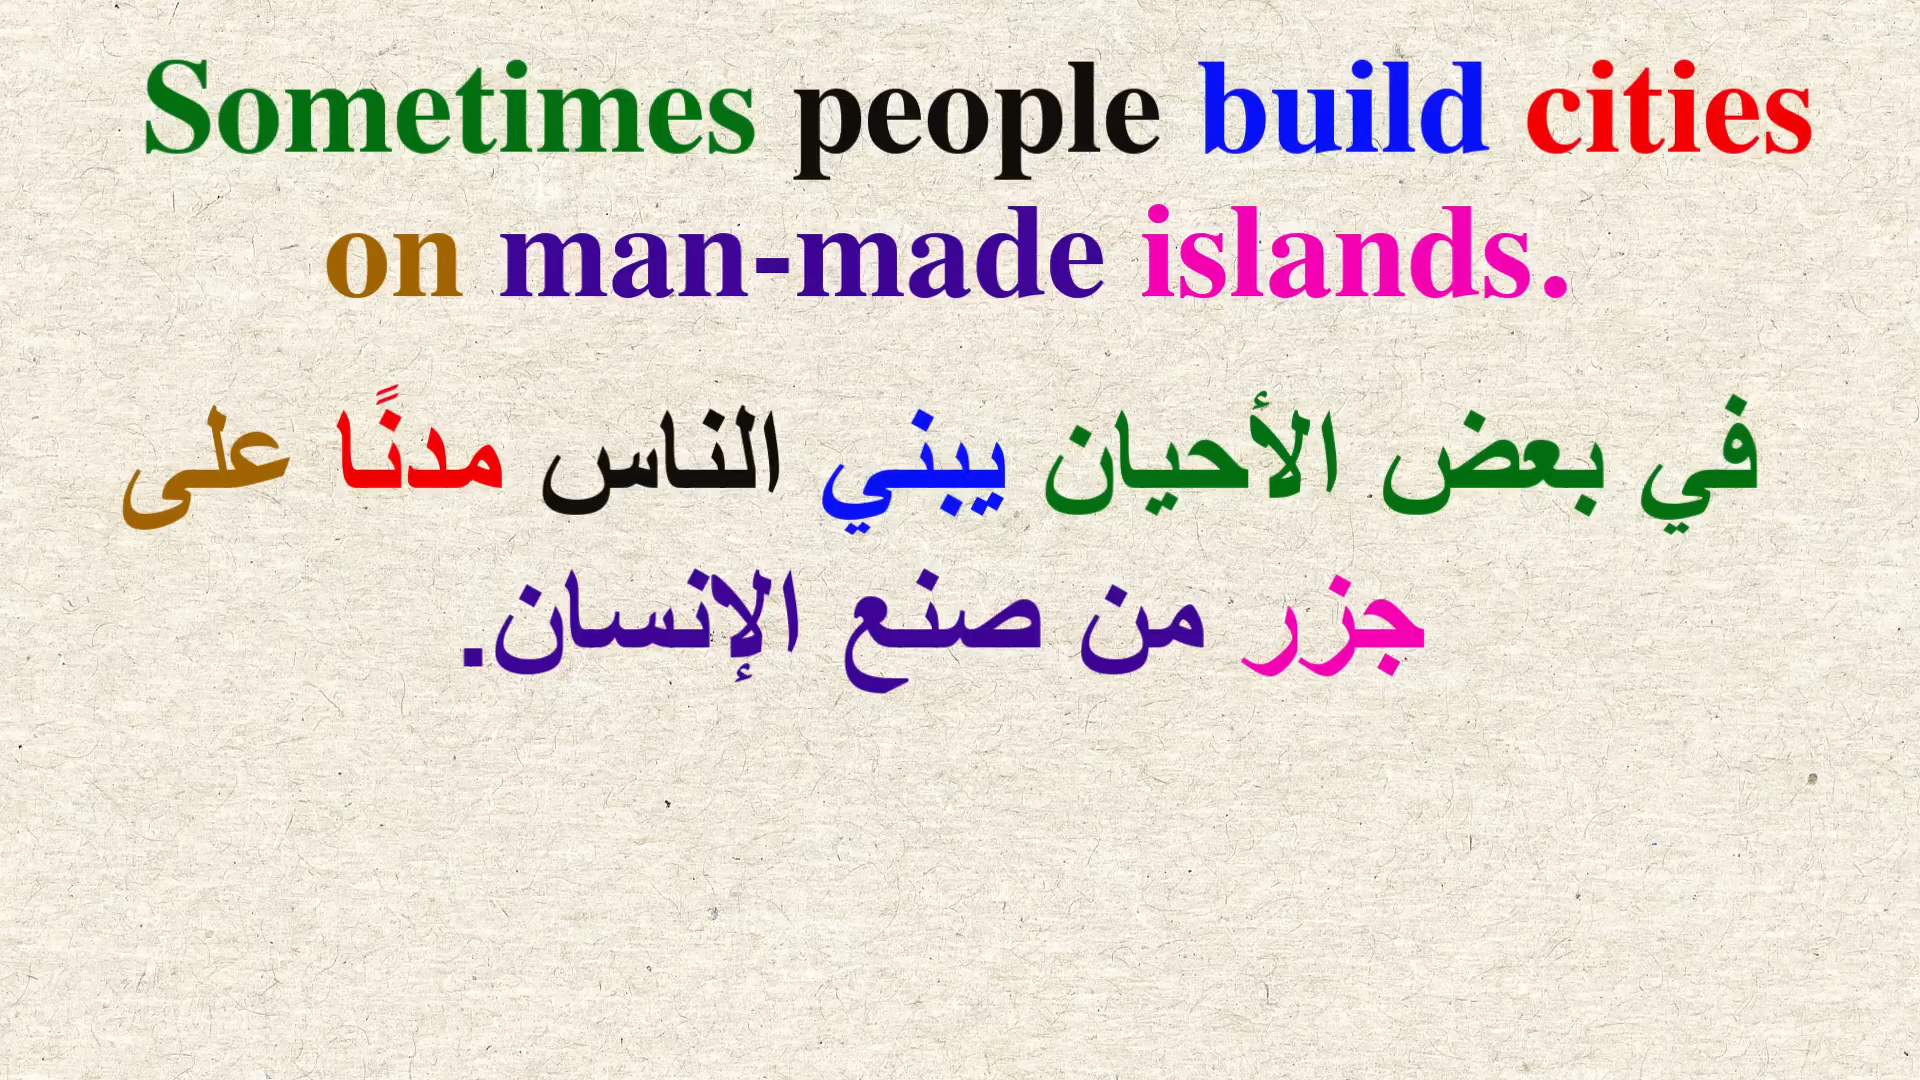 Sometimes people build cities
on man-made islands.
في بعض الأحيان يبني الناس مدنًا على
جزر من صنع الإنسان.